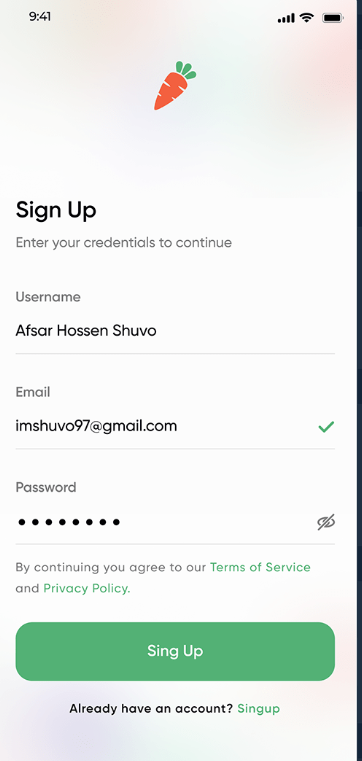 9:41
Sign Up
Enter your credentials to continue
Username
Afsar Hossen Shuvo
Email
imshuvo97@gmail.com
Password
••••••••
By continuing you agree to our Terms of Service
and Privacy Policy.
Sing Up
Already have an account? Singup